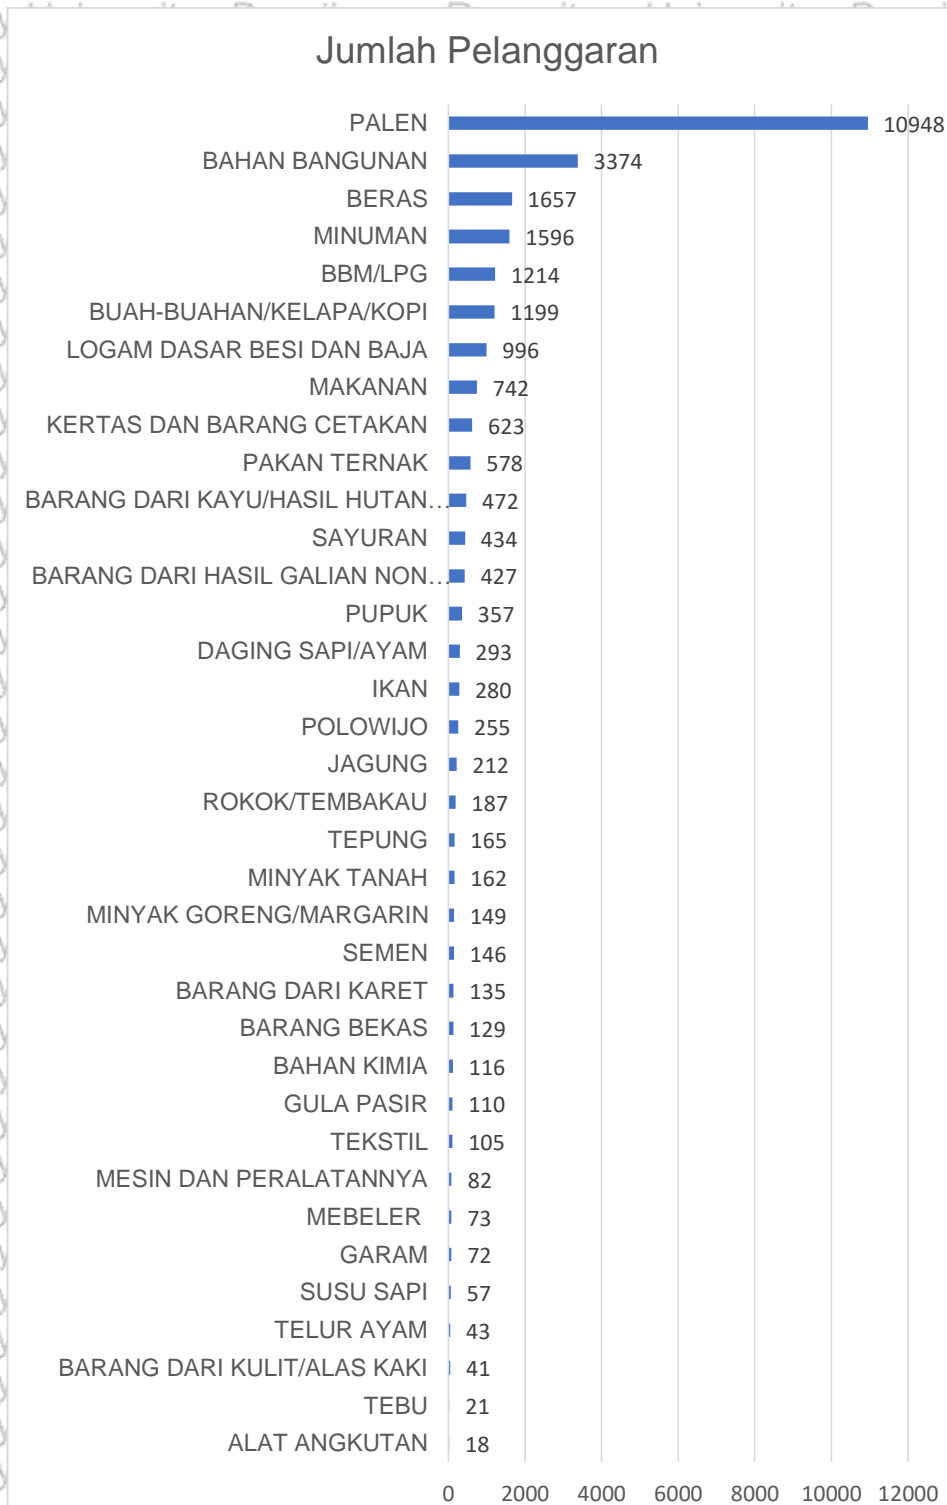 Jumlah Pelanggaran
PALEN 10948
BAHAN BANGUNAN 3374
BERAS 1657
MINUMAN 1596
BBM/LPG 1214
BUAH-BUAHAN/KELAPA/KOPI 1199
LOGAM DASAR BESI DAN BAJA 996
MAKANAN 742
KERTAS DAN BARANG CETAKAN 623
PAKAN TERNAK 578
BARANG DARI KAYU/HASIL HUTAN… 472
SAYURAN 434
BARANG DARI HASIL GALIAN NON… 427
PUPUK 357
DAGING SAPI/AYAM 293
IKAN 280
POLOWIJO 255
JAGUNG 212
ROKOK/TEMBAKAU 187
TEPUNG 165
MINYAK TANAH 162
MINYAK GORENG/MARGARIN 149
SEMEN 146
BARANG DARI KARET 135
BARANG BEKAS 129
BAHAN KIMIA 116
GULA PASIR 110
TEKSTIL 105
MESIN DAN PERALATANNYA 82
MEBELER 73
GARAM 72
SUSU SAPI 57
TELUR AYAM 43
BARANG DARI KULIT/ALAS KAKI 41
TEBU 21
ALAT ANGKUTAN 18
0 2000 4000 6000 8000 10000 12000